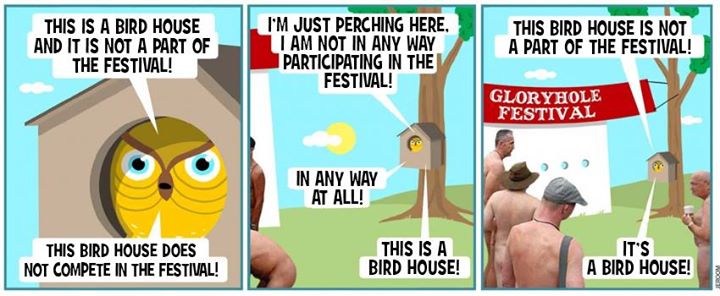 THIS IS A BIRD HOUSE
AND IT IS NOT A PART OF
THE FESTIVAL!
THIS BIRD HOUSE DOES
NOT COMPETE IN THE FESTIVAL!
I'M JUST PERCHING HERE.
I AM NOT IN ANY WAY
PARTICIPATING IN THE
FESTIVAL!
IN ANY WAY
AT ALL!
THIS IS A
BIRD HOUSE!
THIS BIRD HOUSE IS NOT
A PART OF THE FESTIVAL!
GLORYHOLE
FESTIVAL
IT'S
A BIRD HOUSE!
JEROOM